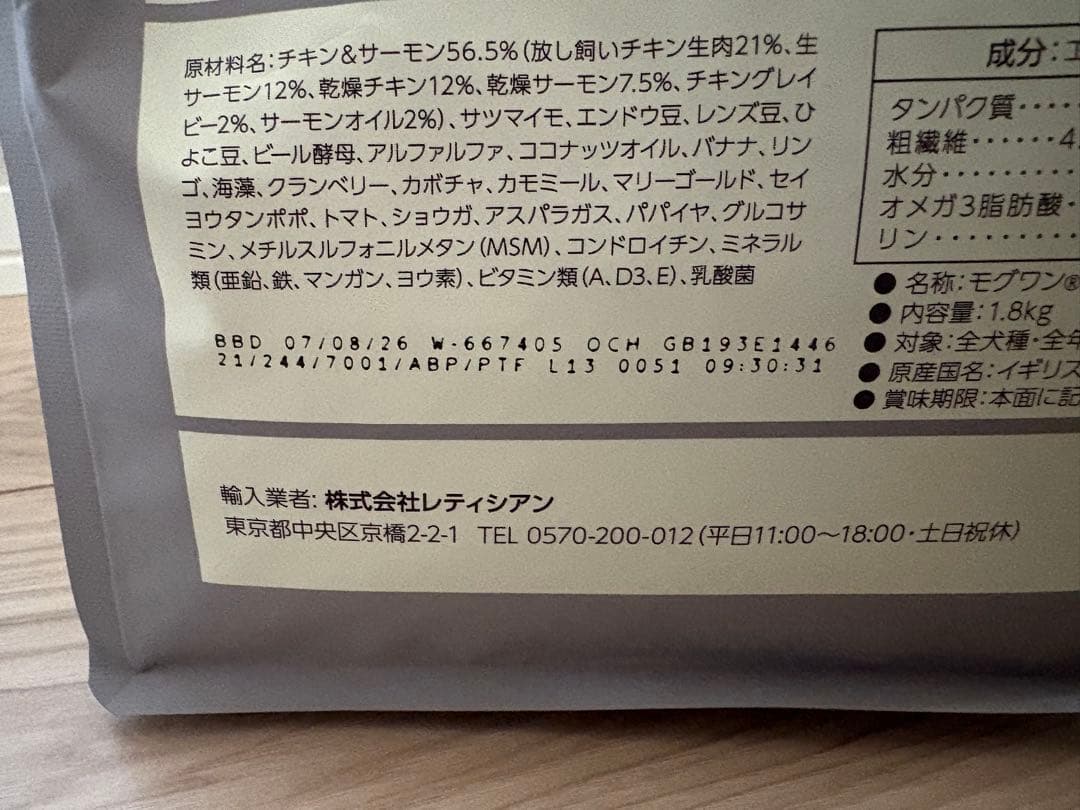 原材料名:チキン&サーモン56.5%(放し飼いチキン生肉21%、生
サーモン12%、乾燥チキン12%、乾燥サーモン7.5%、チキングレイ
ビー2%、サーモンオイル2%)、サツマイモ、エンドウ豆、レンズ豆、ひ
よこ豆、ビール酵母、アルファルファ、ココナッツオイル、バナナ、リン
ゴ、海藻、クランベリー、カボチャ、カモミール、マリーゴールド、セイ
ヨウタンポポ、トマト、ショウガ、アスパラガス、パパイヤ、グルコサ
ミン、メチルスルフォニルメタン(MSM)、コンドロイチン、ミネラル
類(亜鉛、鉄、マンガン、ヨウ素)、ビタミン類(A、D3、E)、乳酸菌
BBD 07/08/26 W-667405 OCH GB193E1446
21/244/7001/ABP/PTF L13 0051 09:30:31
輸入業者: 株式会社レティシアン
東京都中央区京橋2-2-1 TEL 0570-200-012(平日11:00〜18:00・土日祝休)
成分:エ
タンパク質・・・・・
粗繊維・・・・・・4.
水分・・・・・・・・・
オメガ3脂肪酸・
リン・・・・・・・・・
● 名称:モグワン®
● 内容量:1.8kg
● 対象:全犬種・全年
● 原産国名:イギリス
● 賞味期限:本面に記